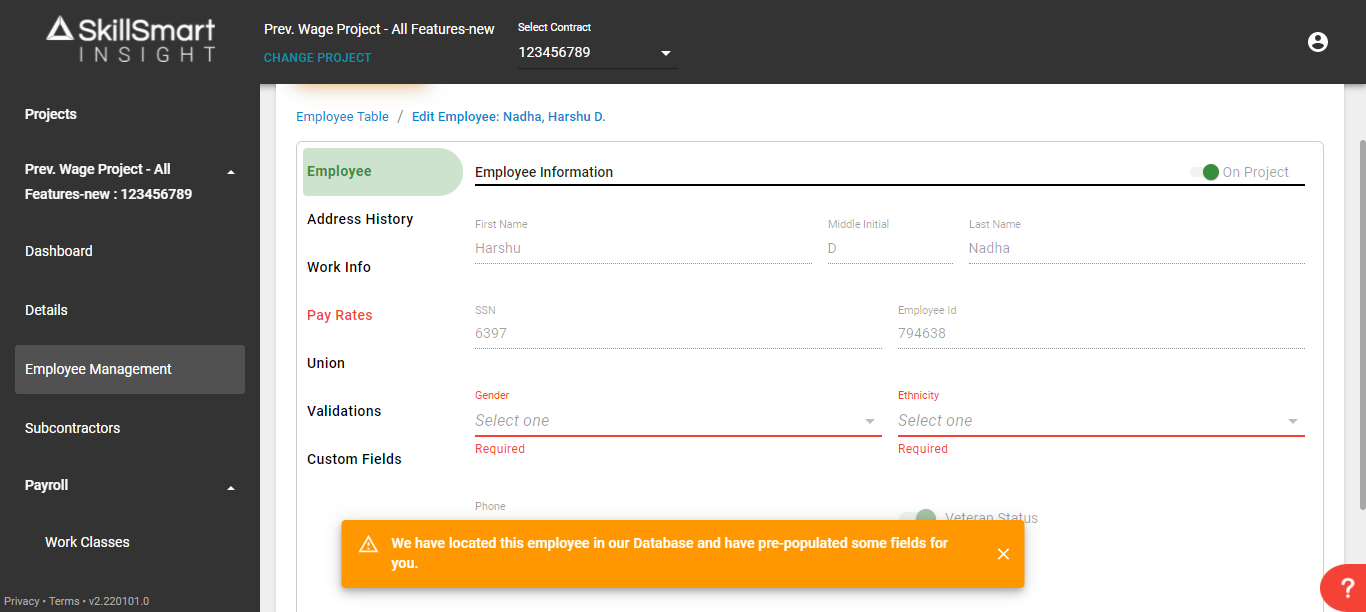 SkillSmart
INSIGHT
Prev. Wage Project - All Features-new
CHANGE PROJECT
Select Contract
123456789
Projects
Prev. Wage Project - All
Features-new : 123456789
Dashboard
Details
Employee Management
Subcontractors
Payroll
Work Classes
Privacy • Terms • v2.220101.0
Employee Table / Edit Employee: Nadha, Harshu D.
Employee
Address History
Work Info
Pay Rates
Union
Validations
Custom Fields
Employee Information
On Project
First Name
Harshu
Middle Initial
D
Last Name
Nadha
SSN
6397
Employee Id
794638
Gender
Select one
Required
Ethnicity
Select one
Required
Phone
Veteran Status
We have located this employee in our Database and have pre-populated some fields for
you.
?